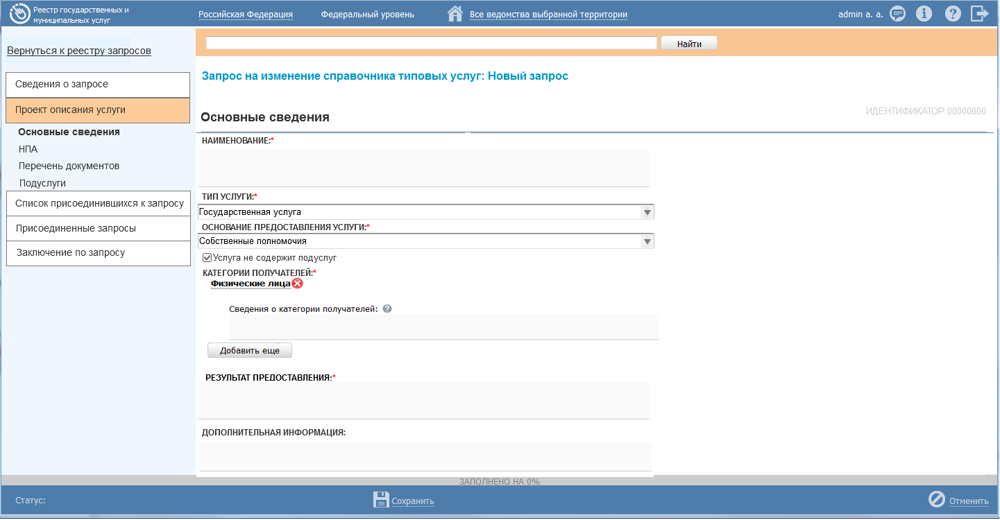 Реестр государственных и
муниципальных услуг
Российская Федерация
Федеральный уровень
Все ведомства выбранной территории
admin a. a.
Вернуться к реестру запросов
Найти
Сведения о запросе
Проект описания услуги
Основные сведения
НПА
Перечень документов
Подуслуги
Список присоединившихся к запросу
Присоединенные запросы
Заключение по запросу
Запрос на изменение справочника типовых услуг: Новый запрос
Основные сведения
ИДЕНТИФИКАТОР:00000000
НАИМЕНОВАНИЕ:*
ТИП УСЛУГИ:*
Государственная услуга
ОСНОВАНИЕ ПРЕДОСТАВЛЕНИЯ УСЛУГИ:*
Собственные полномочия
Услуга не содержит подуслуг
КАТЕГОРИИ ПОЛУЧАТЕЛЕЙ:*
Физические лица
Сведения о категории получателей: ?
Добавить еще
РЕЗУЛЬТАТ ПРЕДОСТАВЛЕНИЯ:*
ДОПОЛНИТЕЛЬНАЯ ИНФОРМАЦИЯ:
ЗАПОЛНЕНО НА 0%
Статус:
Сохранить
Отменить